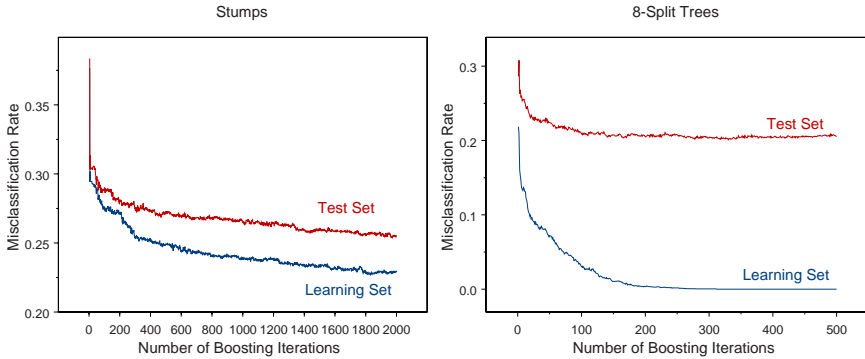 Stumps
Misclassification Rate
0.35
0.30
0.25
0.20
Test Set
Learning Set
0 200 400 600 800 1000 1200 1400 1600 1800 2000
Number of Boosting Iterations
8-Split Trees
Misclassification Rate
0.3
0.2
0.1
0.0
Test Set
Learning Set
0 100 200 300 400 500
Number of Boosting Iterations